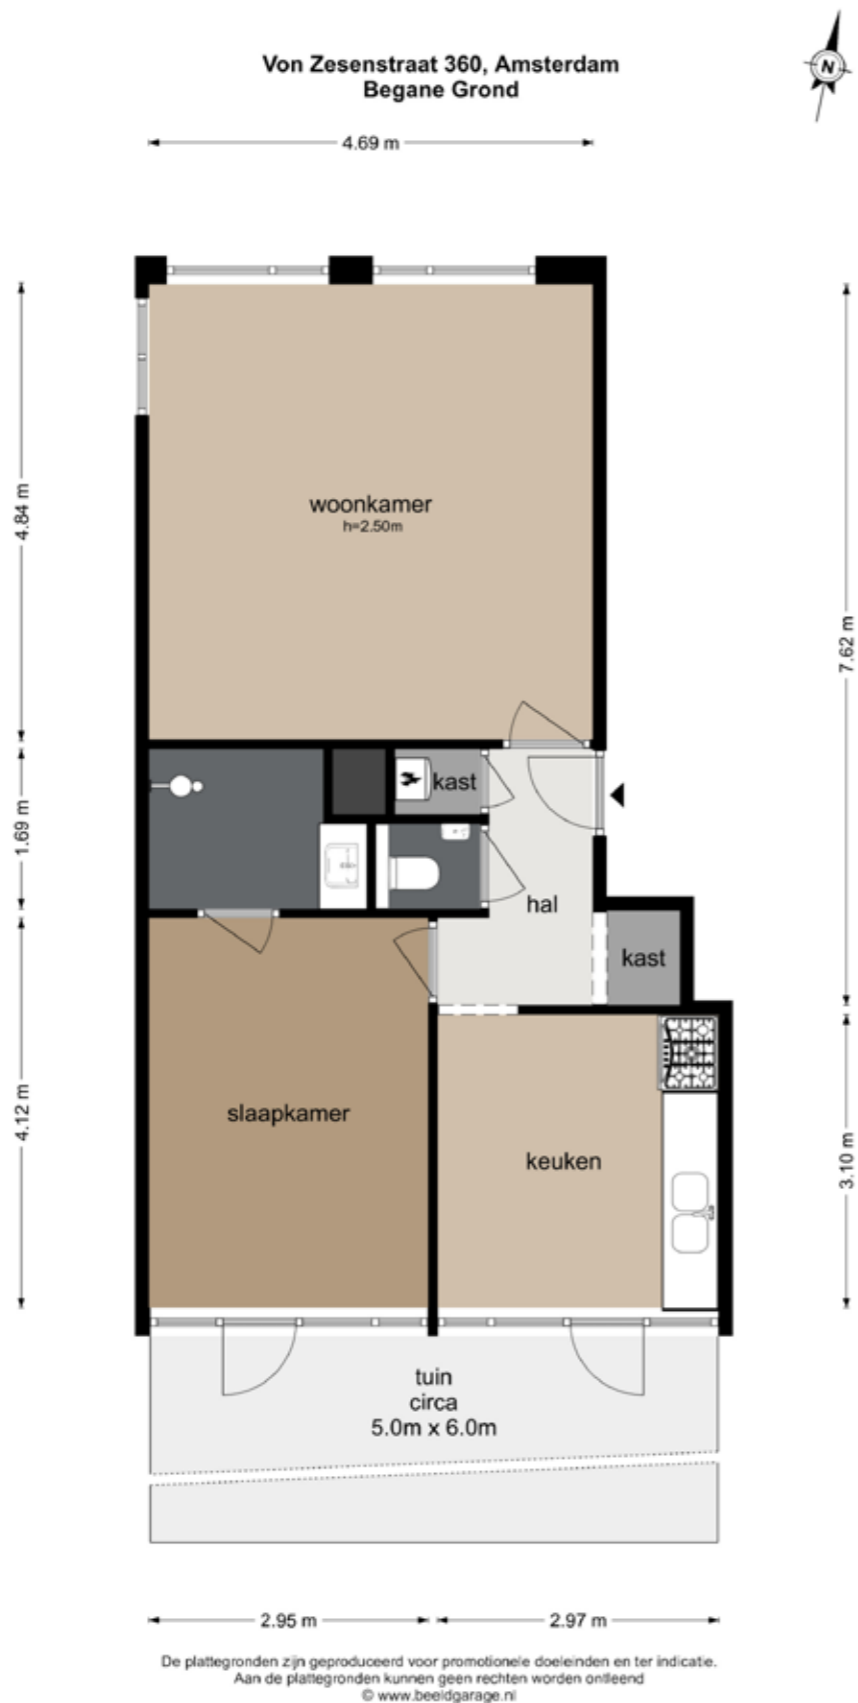 Von Zesenstraat 360, Amsterdam
Begane Grond
N
4.69 m
woonkamer
h=2.50m
4.84 m
7.62 m
kast
1.69 m
hal
kast
slaapkamer
4.12 m
keuken
3.10 m
tuin
circa
5.0m x 6.0m
2.95 m
2.97 m
De plattegronden zijn geproduceerd voor promotionele doeleinden en ter indicatie.
Aan de plattegronden kunnen geen rechten worden ontleend
© www.beeldgarage.nl